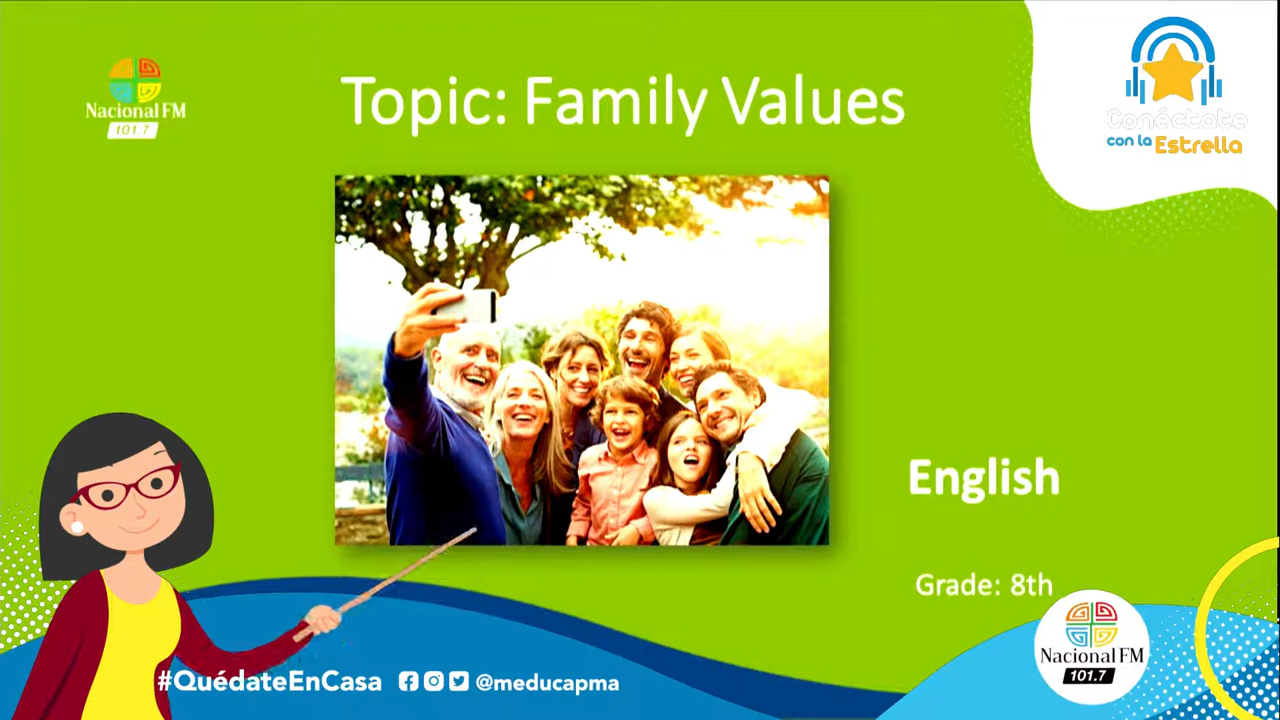 Nacional FM
101.7
Topic: Family Values
Conéctate
con la Estrella
English
Grade: 8th
#QuédateEnCasa @meducapma
Nacional FM
101.7